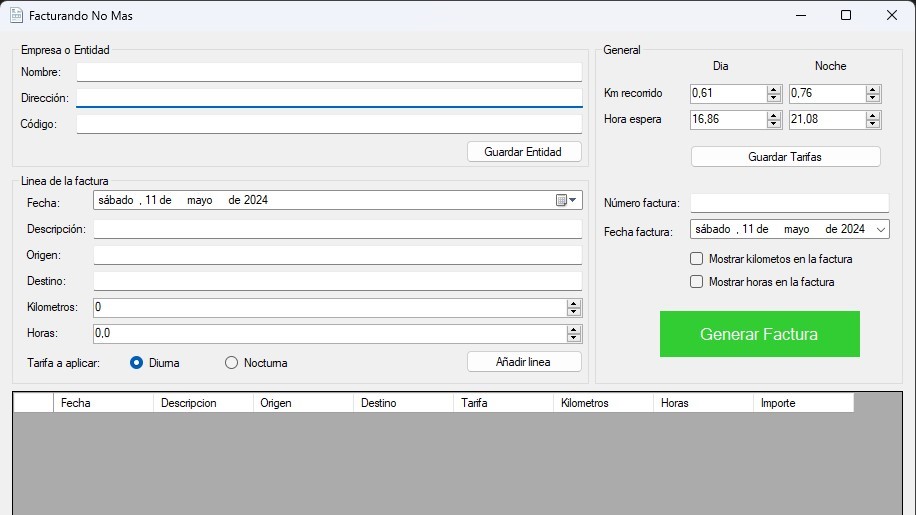 Facturando No Mas
Empresa o Entidad
Nombre:
Dirección:
Código:
Guardar Entidad
General
Dia Noche
Km recorrido 0,61 0,76
Hora espera 16,86 21,08
Guardar Tarifas
Linea de la factura
Fecha: sábado , 11 de mayo de 2024
Descripción:
Origen:
Destino:
Kilometros: 0
Horas: 0,0
Tarifa a aplicar: Diurna Nocturna
Añadir linea
Número factura:
Fecha factura: sábado , 11 de mayo de 2024
Mostrar kilometos en la factura
Mostrar horas en la factura
Generar Factura
Fecha Descripcion Origen Destino Tarifa Kilometros Horas Importe